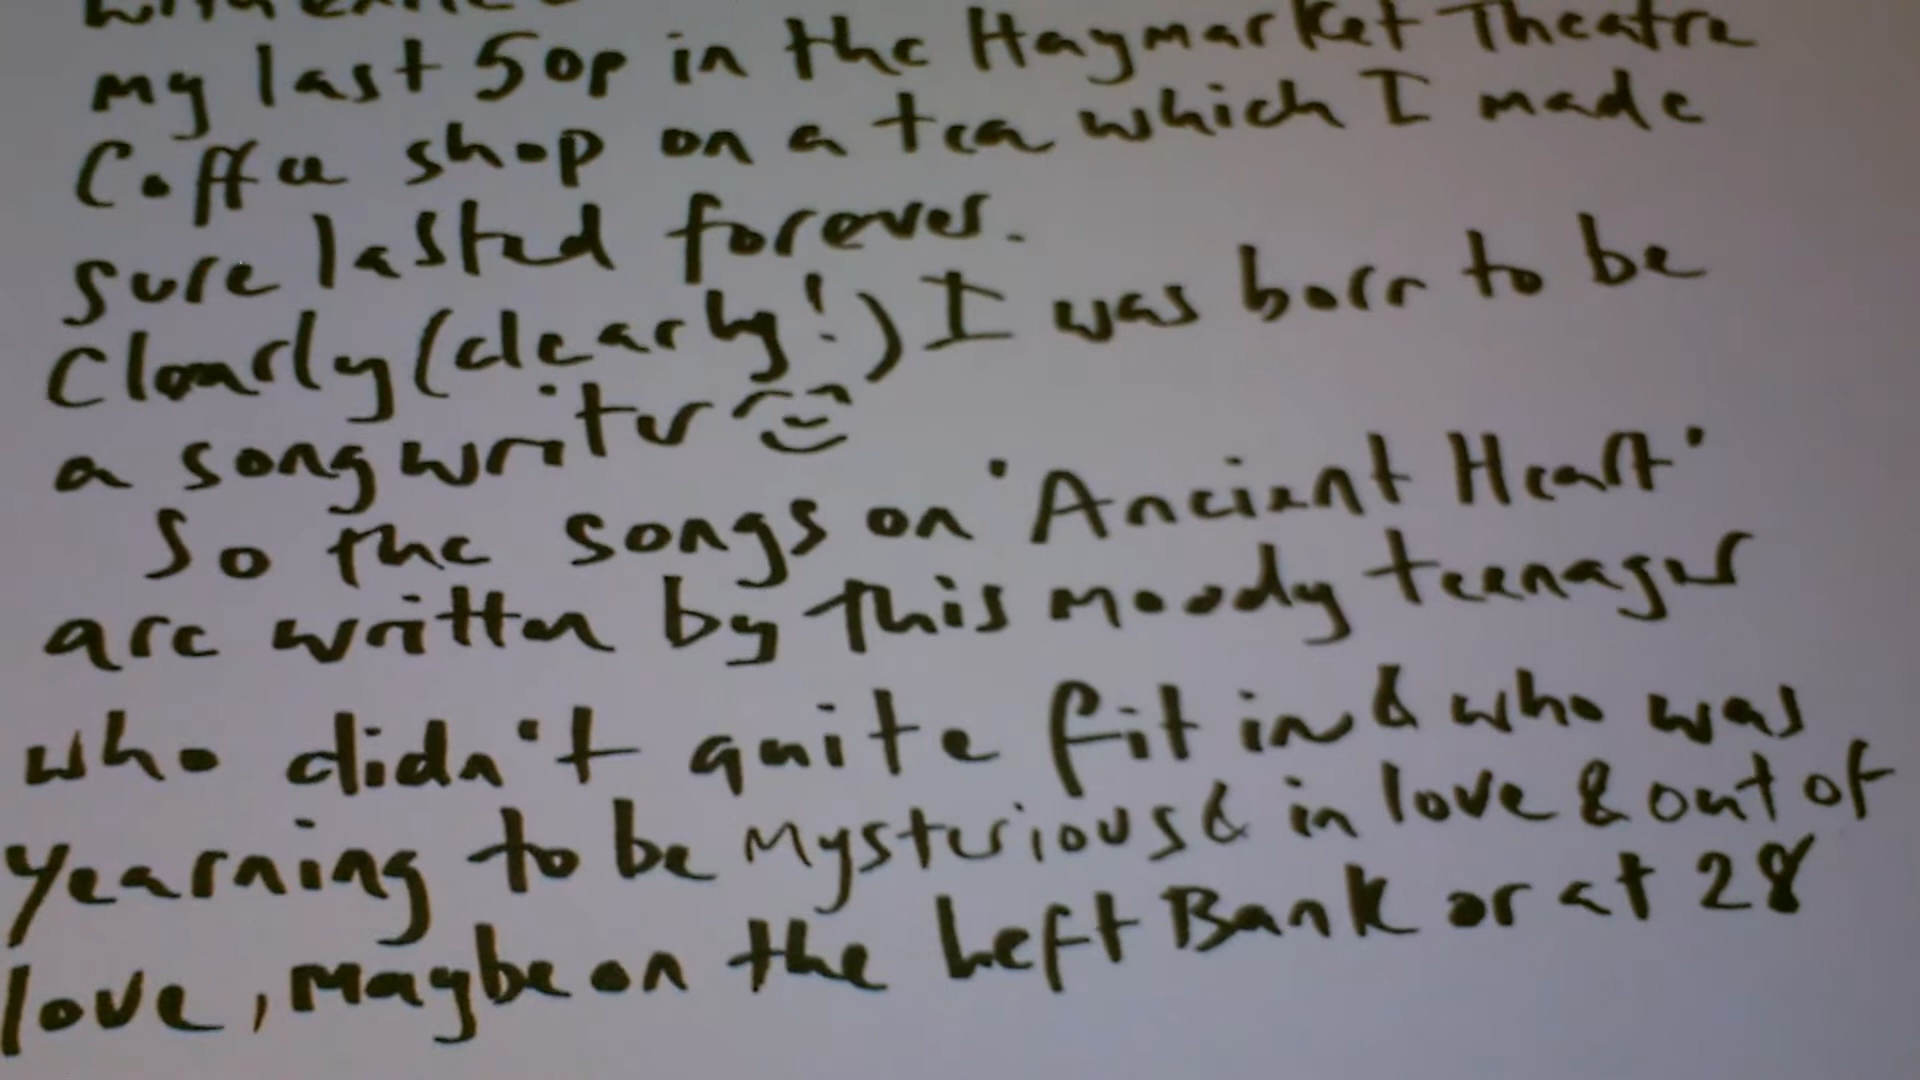 my last 50p in the Haymarket Theatre
Coffee shop on a tea which I made
sure lasted forever.
Clearly (clearly!) I was born to be
a songwriter
So the songs on 'Ancient Heart'
are written by this moody teenager
who didn't quite fit in & who was
yearning to be mysterious & in love & out of
love, maybe on the Left Bank or at 28